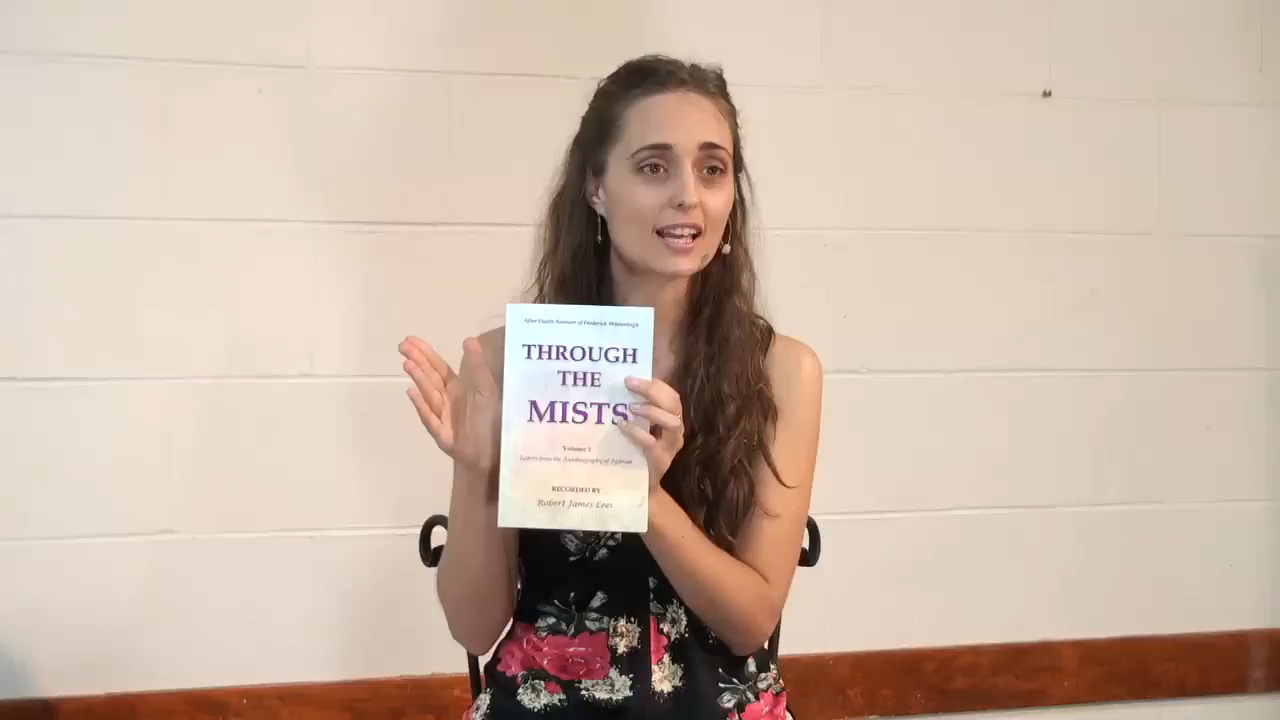 After Death Account of Frederick Winterleigh
THROUGH
THE
MISTS
Volume 1
Leaves from the Autobiography of Aphraar
RECORDED BY
Robert James Lees